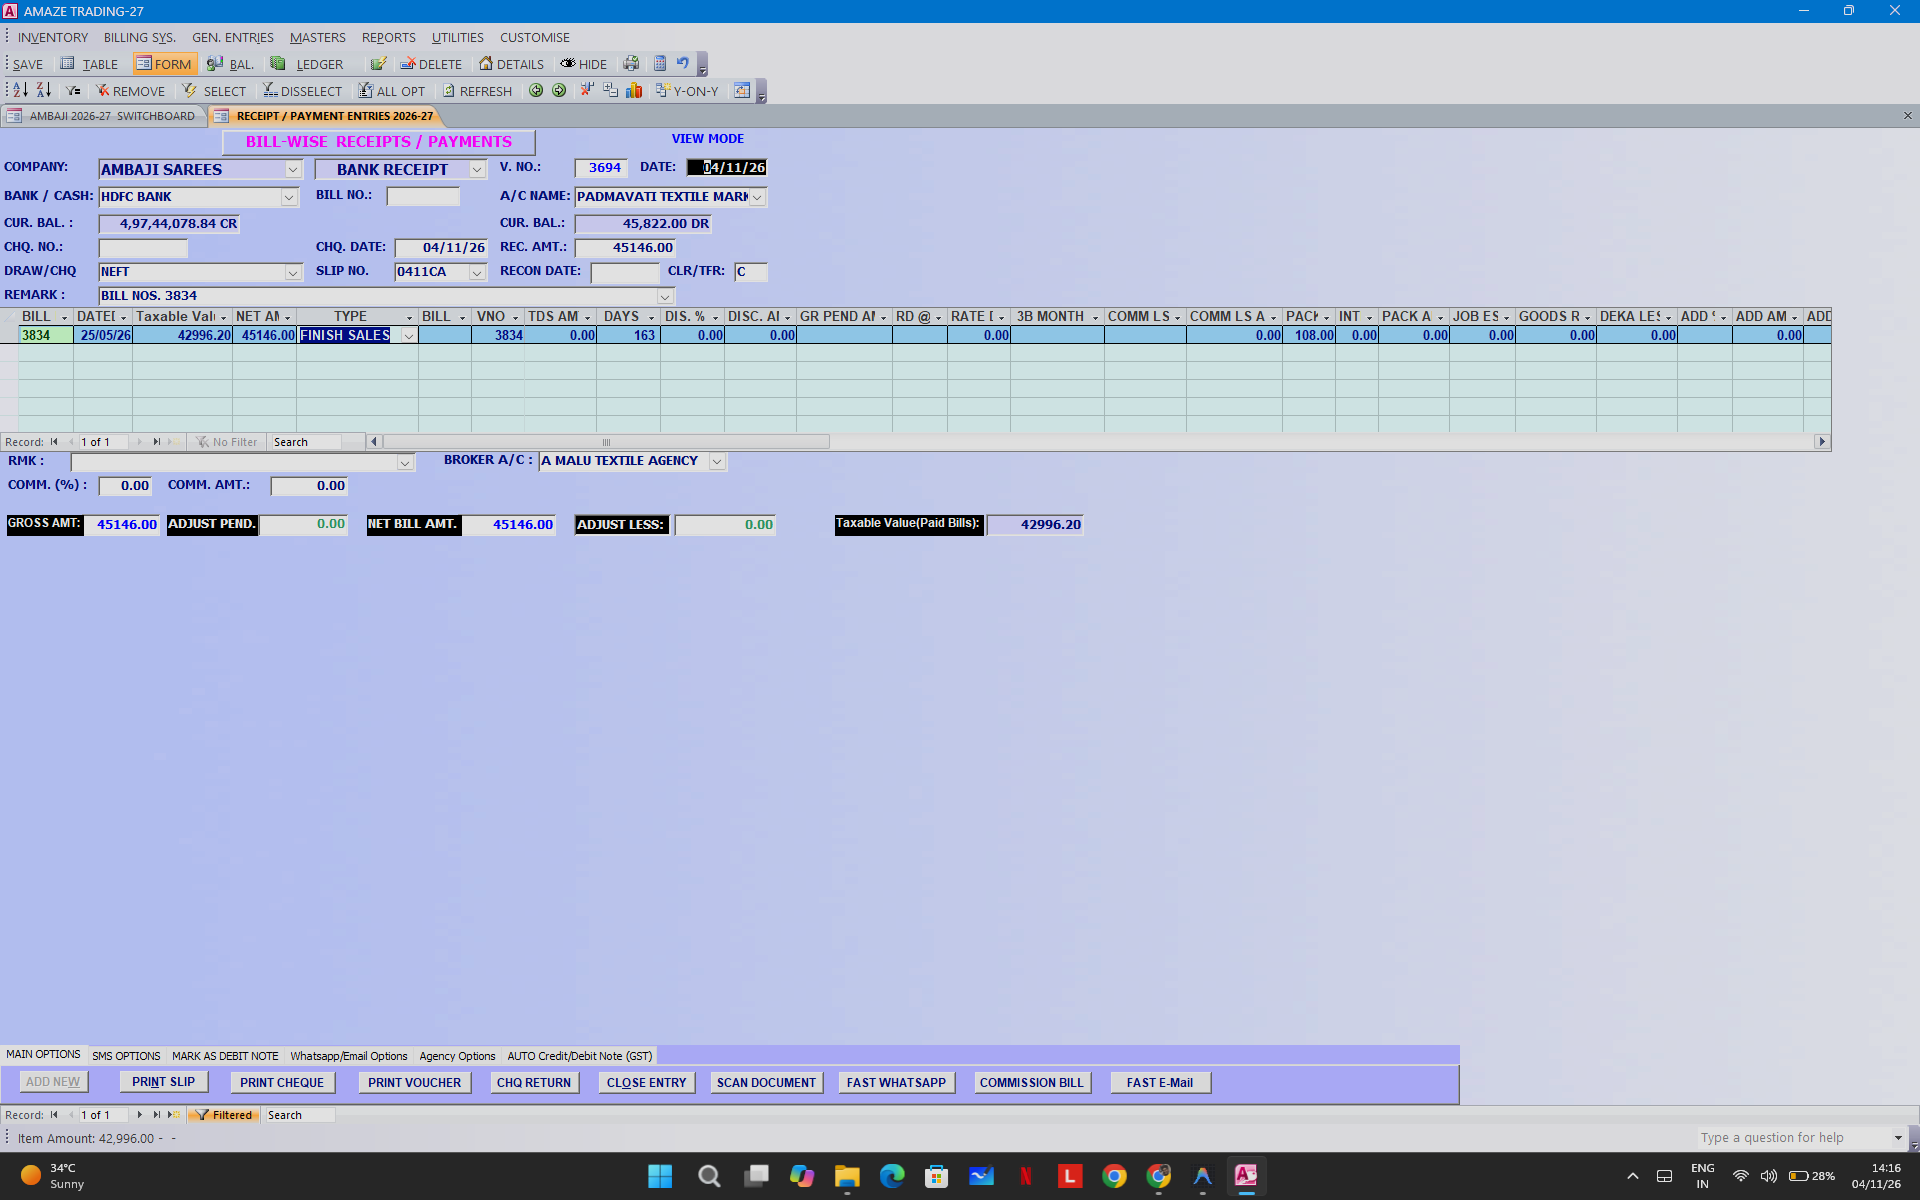 AMAZE TRADING-27
INVENTORY BILLING SYS. GEN. ENTRIES MASTERS REPORTS UTILITIES CUSTOMISE
SAVE TABLE FORM BAL. LEDGER DELETE DETAILS HIDE
REMOVE SELECT DISSELECT ALL OPT REFRESH Y-ON-Y
AMBAJI 2026-27 SWITCHBOARD RECEIPT / PAYMENT ENTRIES 2026-27
BILL-WISE RECEIPTS / PAYMENTS VIEW MODE
COMPANY: AMBAJI SAREES BANK RECEIPT V. NO.: 3694 DATE: 04/11/26
BANK / CASH: HDFC BANK BILL NO.: A/C NAME: PADMAVATI TEXTILE MARK
CUR. BAL. : 4,97,44,078.84 CR CUR. BAL.: 45,822.00 DR
CHQ. NO.: CHQ. DATE: 04/11/26 REC. AMT.: 45146.00
DRAW/CHQ NEFT SLIP NO. 0411CA RECON DATE: CLR/TFR: C
REMARK : BILL NOS. 3834
BILL DATE Taxable Val NET A TYPE BILL VNO TDS AM DAYS DIS. % DISC. A GR PEND A RD @ RATE 3B MONTH COMM LS COMM LS A PACK INT PACK A JOB ES GOODS R DEKA LES ADD ADD AM ADD
3834 25/05/26 42996.20 45146.00 FINISH SALES 3834 0.00 163 0.00 0.00 0.00 0.00 108.00 0.00 0.00 0.00 0.00 0.00 0.00
Record: 1 of 1 No Filter Search
RMK : BROKER A/C : A MALU TEXTILE AGENCY
COMM. (%) : 0.00 COMM. AMT.: 0.00
GROSS AMT: 45146.00 ADJUST PEND. 0.00 NET BILL AMT. 45146.00 ADJUST LESS: 0.00 Taxable Value(Paid Bills): 42996.20
MAIN OPTIONS SMS OPTIONS MARK AS DEBIT NOTE Whatsapp/Email Options Agency Options AUTO Credit/Debit Note (GST)
ADD NEW PRINT SLIP PRINT CHEQUE PRINT VOUCHER CHQ RETURN CLOSE ENTRY SCAN DOCUMENT FAST WHATSAPP COMMISSION BILL FAST E-Mail
Record: 1 of 1 Filtered Search
Item Amount: 42,996.00 - - Type a question for help
34°C ENG 28% 14:16
Sunny IN 04/11/26